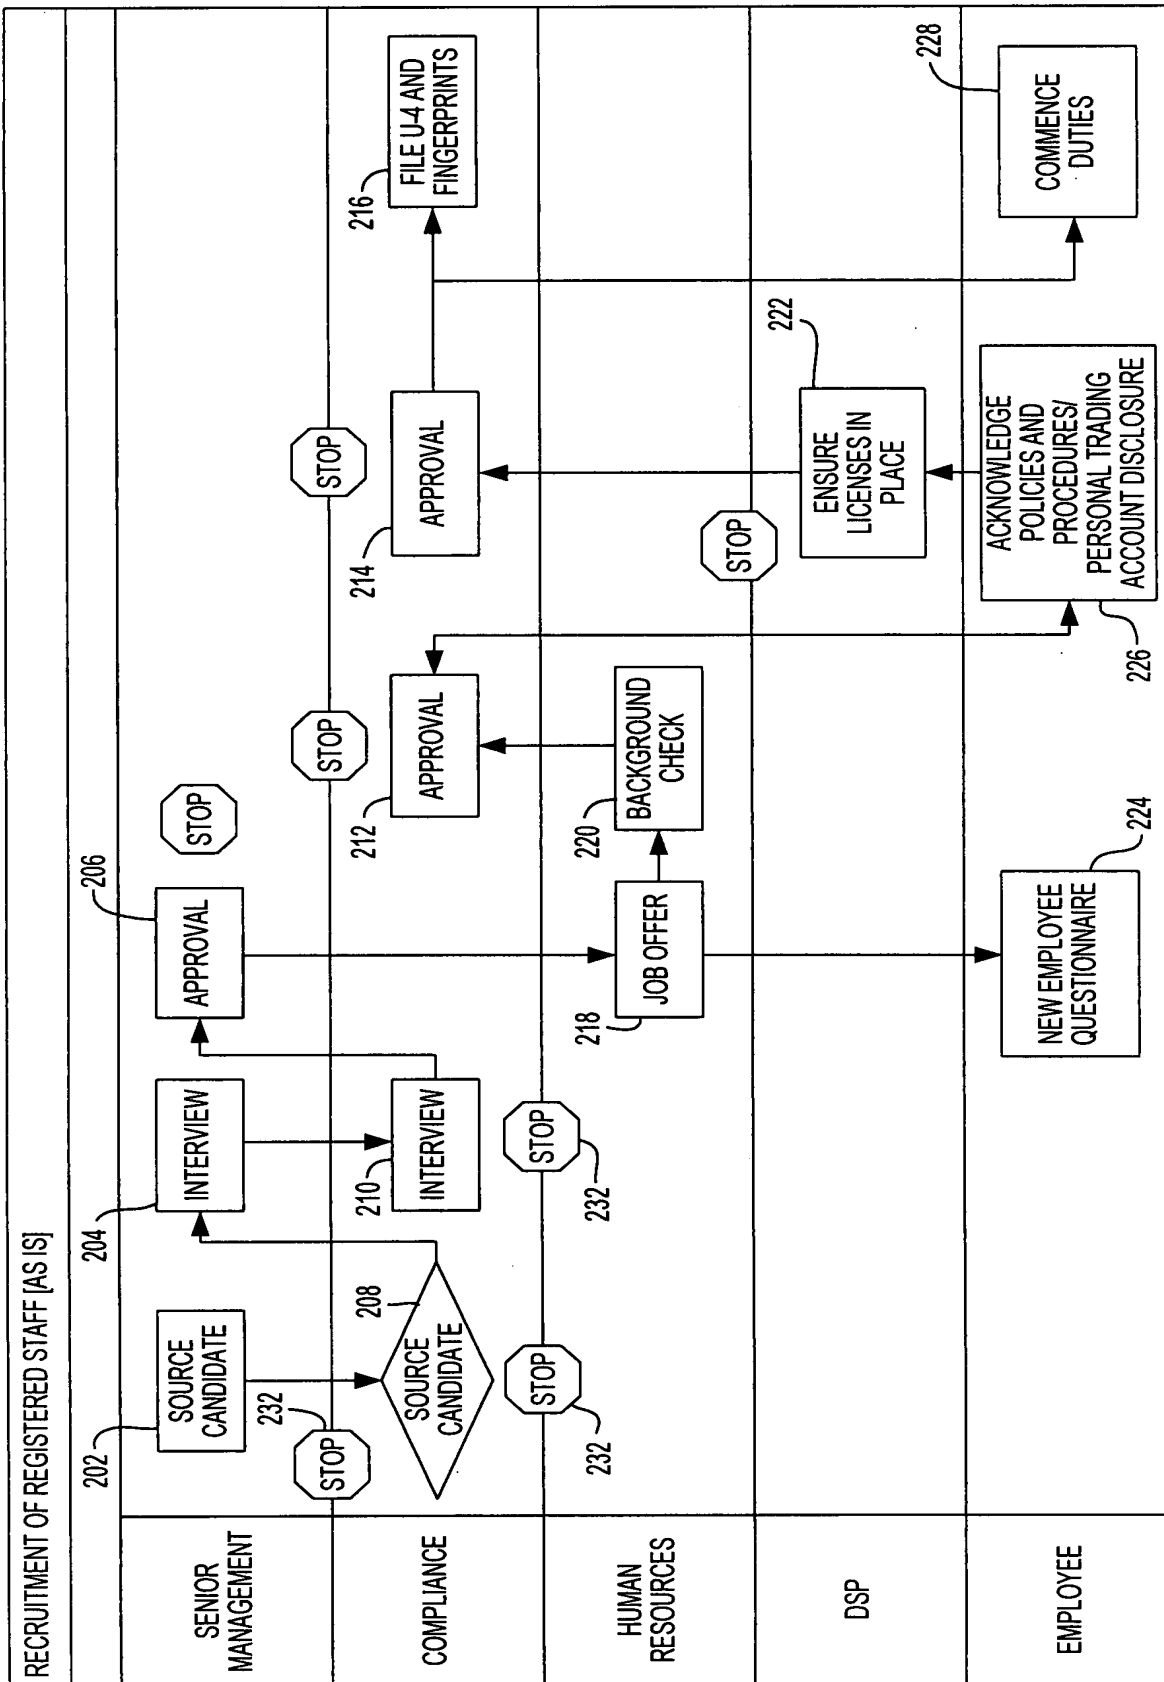 RECRUITMENT OF REGISTERED STAFF [AS IS]
SENIOR
MANAGEMENT
202
SOURCE
CANDIDATE
232
STOP
204
INTERVIEW
206
APPROVAL
STOP
COMPLIANCE
SOURCE
CANDIDATE
208
210
INTERVIEW
212
APPROVAL
STOP
214
APPROVAL
STOP
216
FILE U-4 AND
FINGERPRINTS
HUMAN
RESOURCES
STOP
232
STOP
232
218
JOB OFFER
220
BACKGROUND
CHECK
DSP
STOP
222
ENSURE
LICENSES IN
PLACE
EMPLOYEE
224
NEW EMPLOYEE
QUESTIONNAIRE
226
ACKNOWLEDGE
POLICIES AND
PROCEDURES/
PERSONAL TRADING
ACCOUNT DISCLOSURE
228
COMMENCE
DUTIES